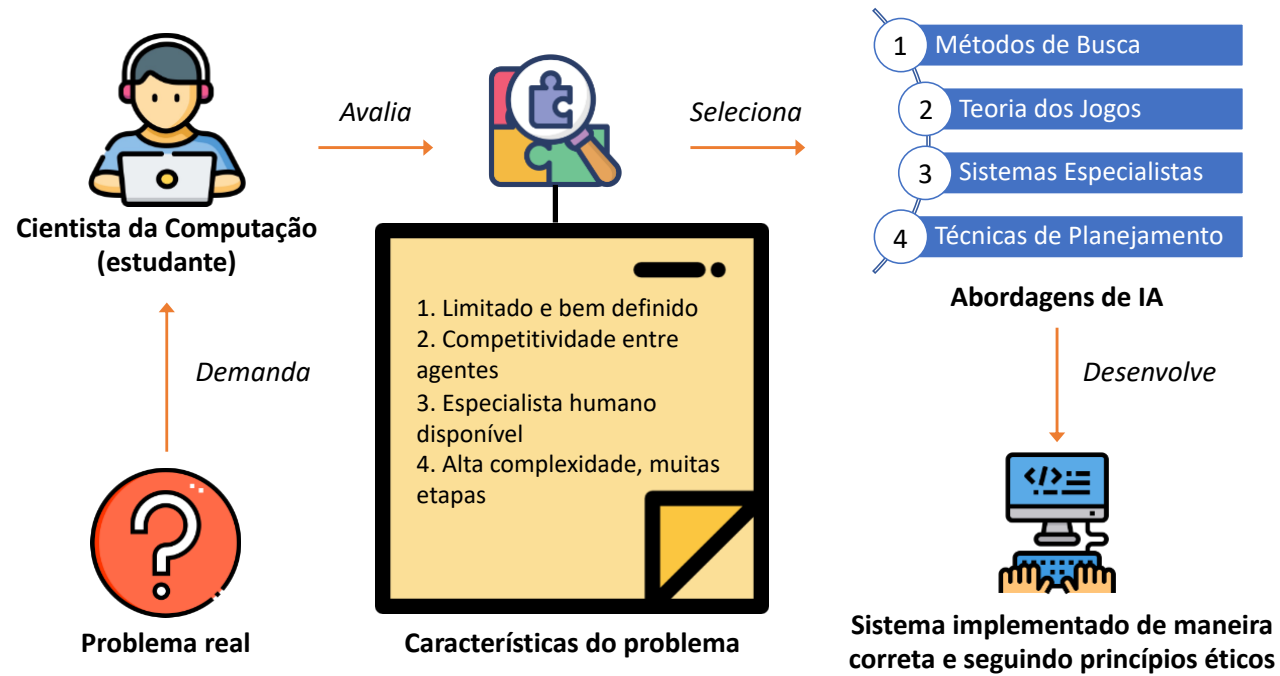 Avalia
Seleciona
1 Métodos de Busca
2 Teoria dos Jogos
3 Sistemas Especialistas
4 Técnicas de Planejamento
Cientista da Computação
(estudante)
Abordagens de IA
Demanda
1. Limitado e bem definido
2. Competitividade entre
agentes
3. Especialista humano
disponível
4. Alta complexidade, muitas
etapas
Desenvolve
?
</>
Problema real
Características do problema
Sistema implementado de maneira
correta e seguindo princípios éticos